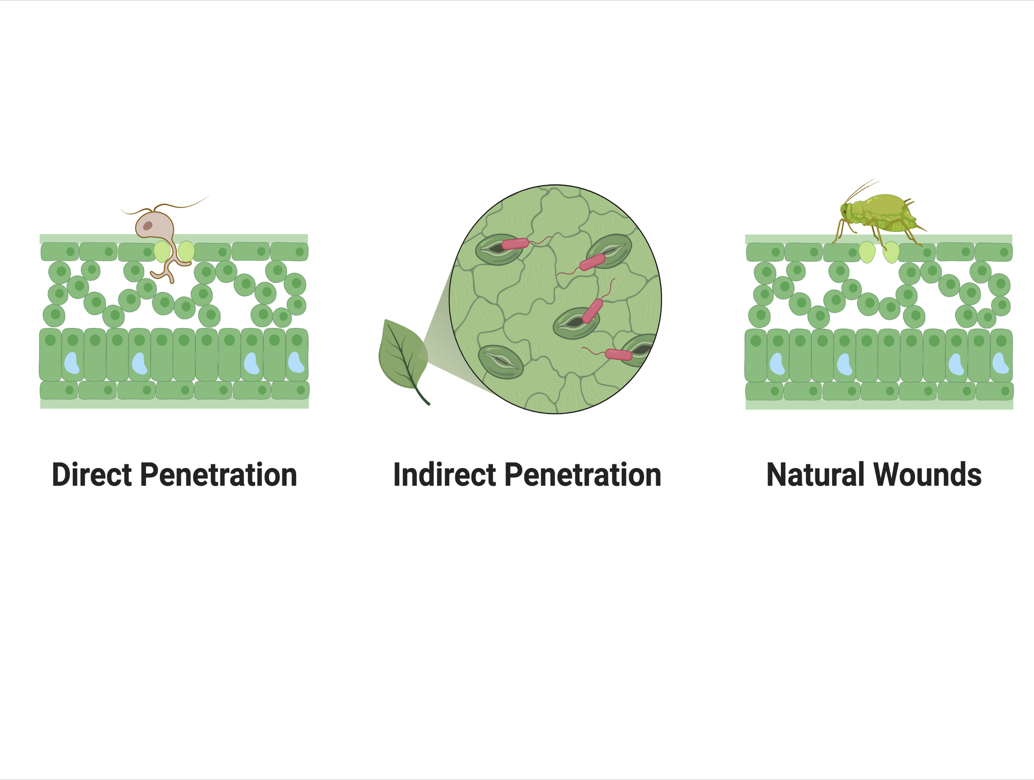 Direct Penetration
Indirect Penetration
Natural Wounds